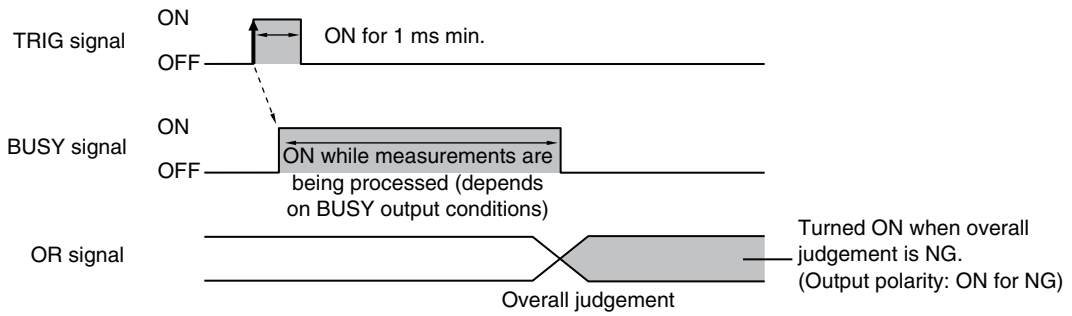 ON
TRIG signal
ON for 1 ms min.
OFF
ON
BUSY signal
ON while measurements are
OFF
being processed (depends
on BUSY output conditions)
OR signal
Turned ON when overall
judgement is NG.
(Output polarity: ON for NG)
Overall judgement